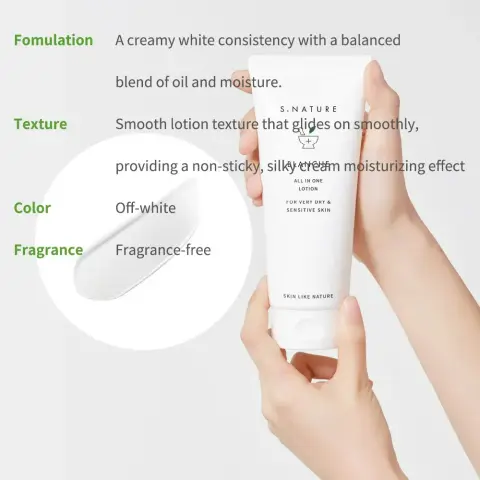 Fomulation A creamy white consistency with a balanced
blend of oil and moisture.
S.NATURE
Texture Smooth lotion texture that glides on smoothly,
providing a non-sticky, silky cream moisturizing effect
ALL IN ONE
LOTION
FOR VERY DRY &
SENSITIVE SKIN
Color Off-white
Fragrance Fragrance-free
SKIN LIKE NATURE